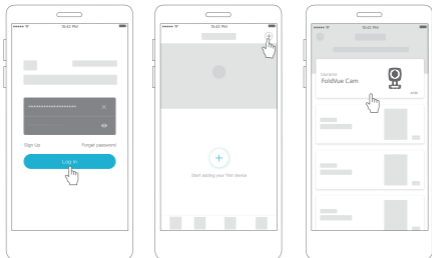 10:42 PM
Sign Up
Forget password
Log in
10:42 PM
Start adding your first device
10:42 PM
FoldMue Cam